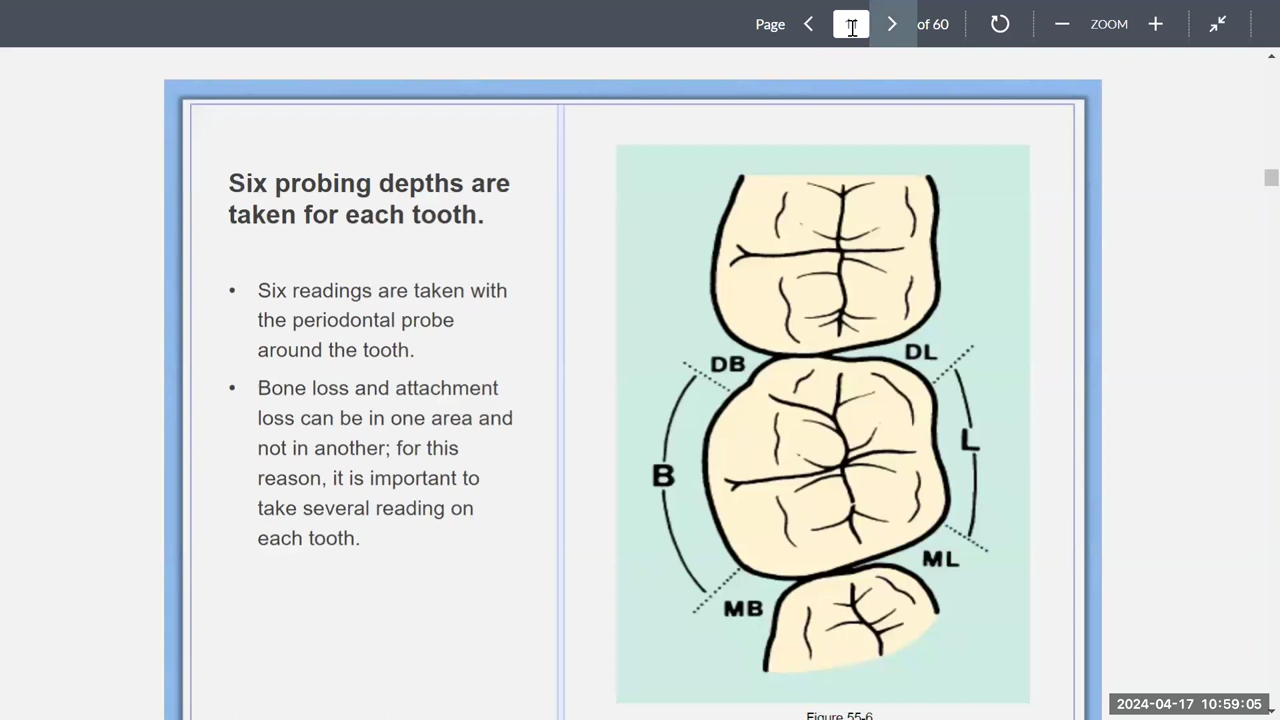 Page
of 60
ZOOM
Six probing depths are
taken for each tooth.
• Six readings are taken with
the periodontal probe
around the tooth.
• Bone loss and attachment
loss can be in one area and
not in another; for this
reason, it is important to
take several reading on
each tooth.
DB
DL
B
L
MB
ML
Figure 55-6
2024-04-17 10:59:05